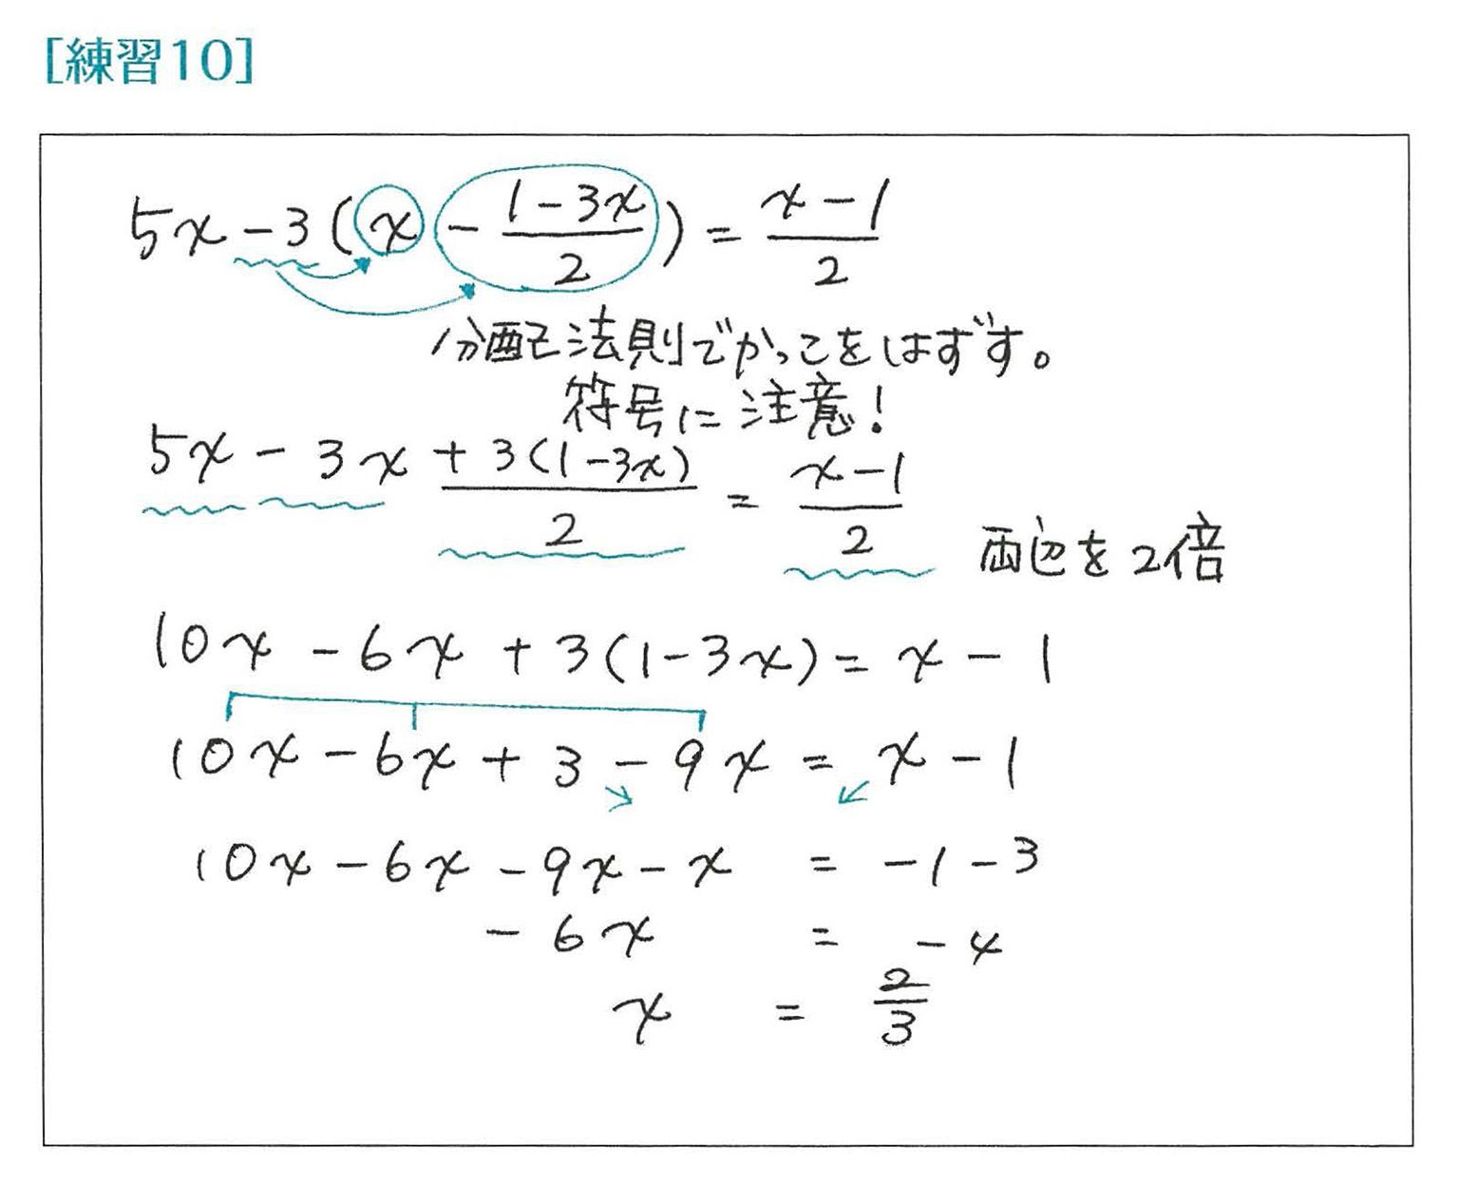 [練習10]
5x-3(x-\frac{1-3x}{2})=\frac{x-1}{2}
分配法則でかっこをはずす。
符号に注意!
5x-3x\frac{+3(1-3x)}{2}=\frac{x-1}{2}
両辺を2倍
10x-6x+3(1-3x)=x-1
10x-6x+3-9x=x-1
10x-6x-9x-x=-1-3
-6x=-4
x=\frac{2}{3}